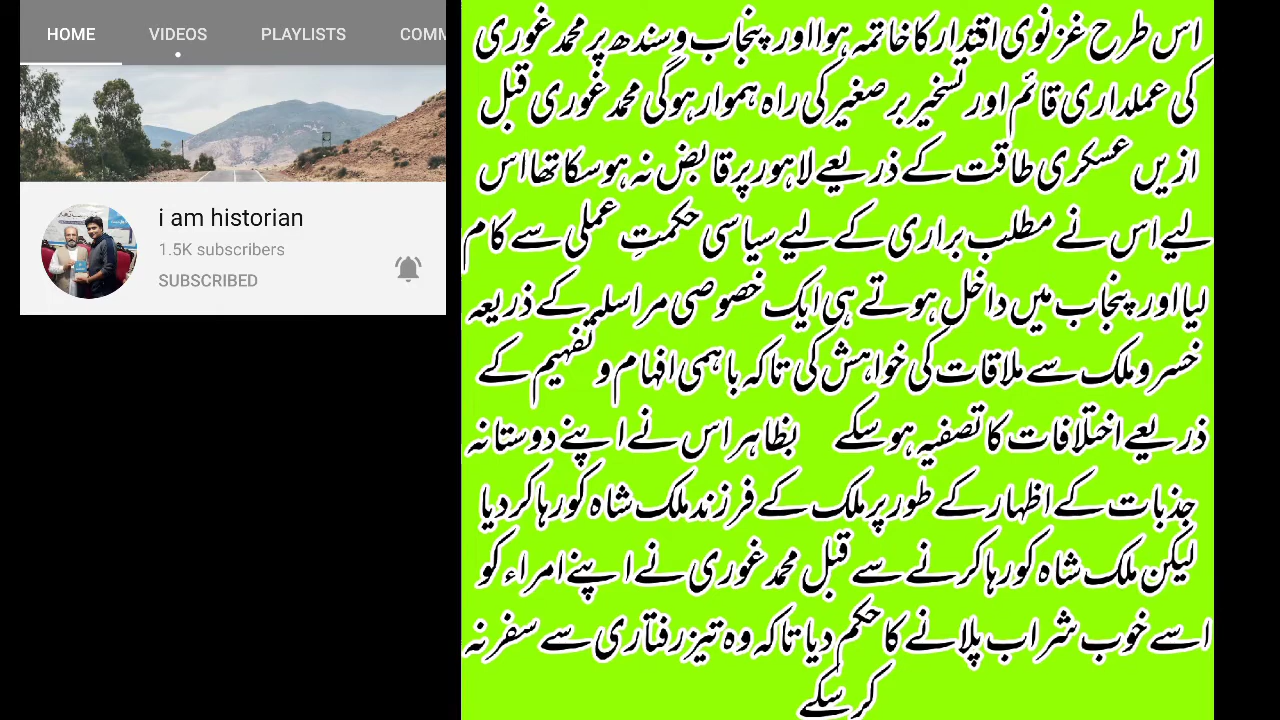 HOME VIDEOS PLAYLISTS COMM
i am historian
1.5K subscribers
SUBSCRIBED
اس طرح غزنوی اقتدار کا خاتمہ ہوا اور پنجاب و سندھ پر محمد غوری
کی عملداری قائم اور تسخیر بر صغیر کی راہ ہموار ہوگی محمد غوری قبل
ازیں عسکری طاقت کے ذریعے لاہور پر قابض نہ ہوسکا تھا اس
لیے اس نے مطلب براری کے لیے سیاسی حکمتِ عملی سے کام
لیا اور پنجاب میں داخل ہوتے ہی ایک خصوصی مراسلے کے ذریعہ
خسرو ملک سے ملاقات کی خواہش کی تاکہ باہمی افہام و تفہیم کے
ذریعے اختلافات کا تصفیہ ہوسکے بظاہر اس نے اپنے دوستانہ
جذبات کے اظہار کے طور پر ملک کے فرزند ملک شاہ کو رہا کر دیا
لیکن ملک شاہ کو رہا کرنے سے قبل محمد غوری نے اپنے امراء کو
اسے خوب شراب پلانے کا حکم دیا تاکہ وہ تیز رفتاری سے سفر نہ
کر سکے